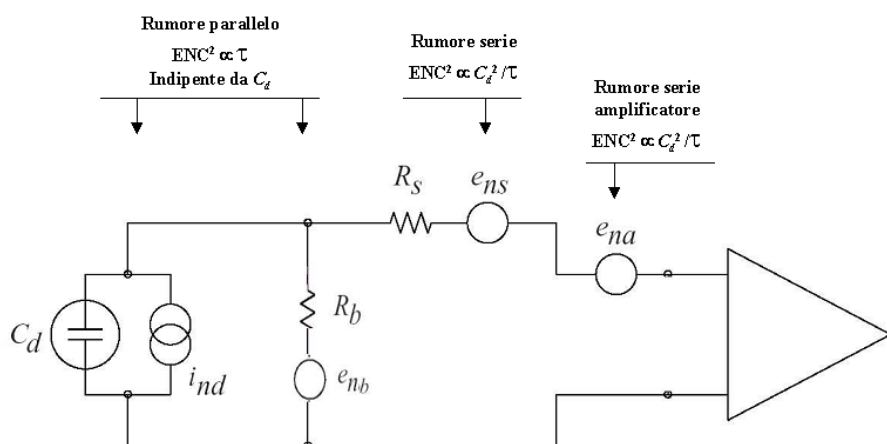 Rumore parallelo
ENC² ∝ τ
Indipente da C_d
Rumore serie
ENC² ∝ C_d²/τ
Rumore serie
amplificatore
ENC² ∝ C_d²/τ
R_s
e_ns
e_na
R_b
C_d
i_nd
e_nb